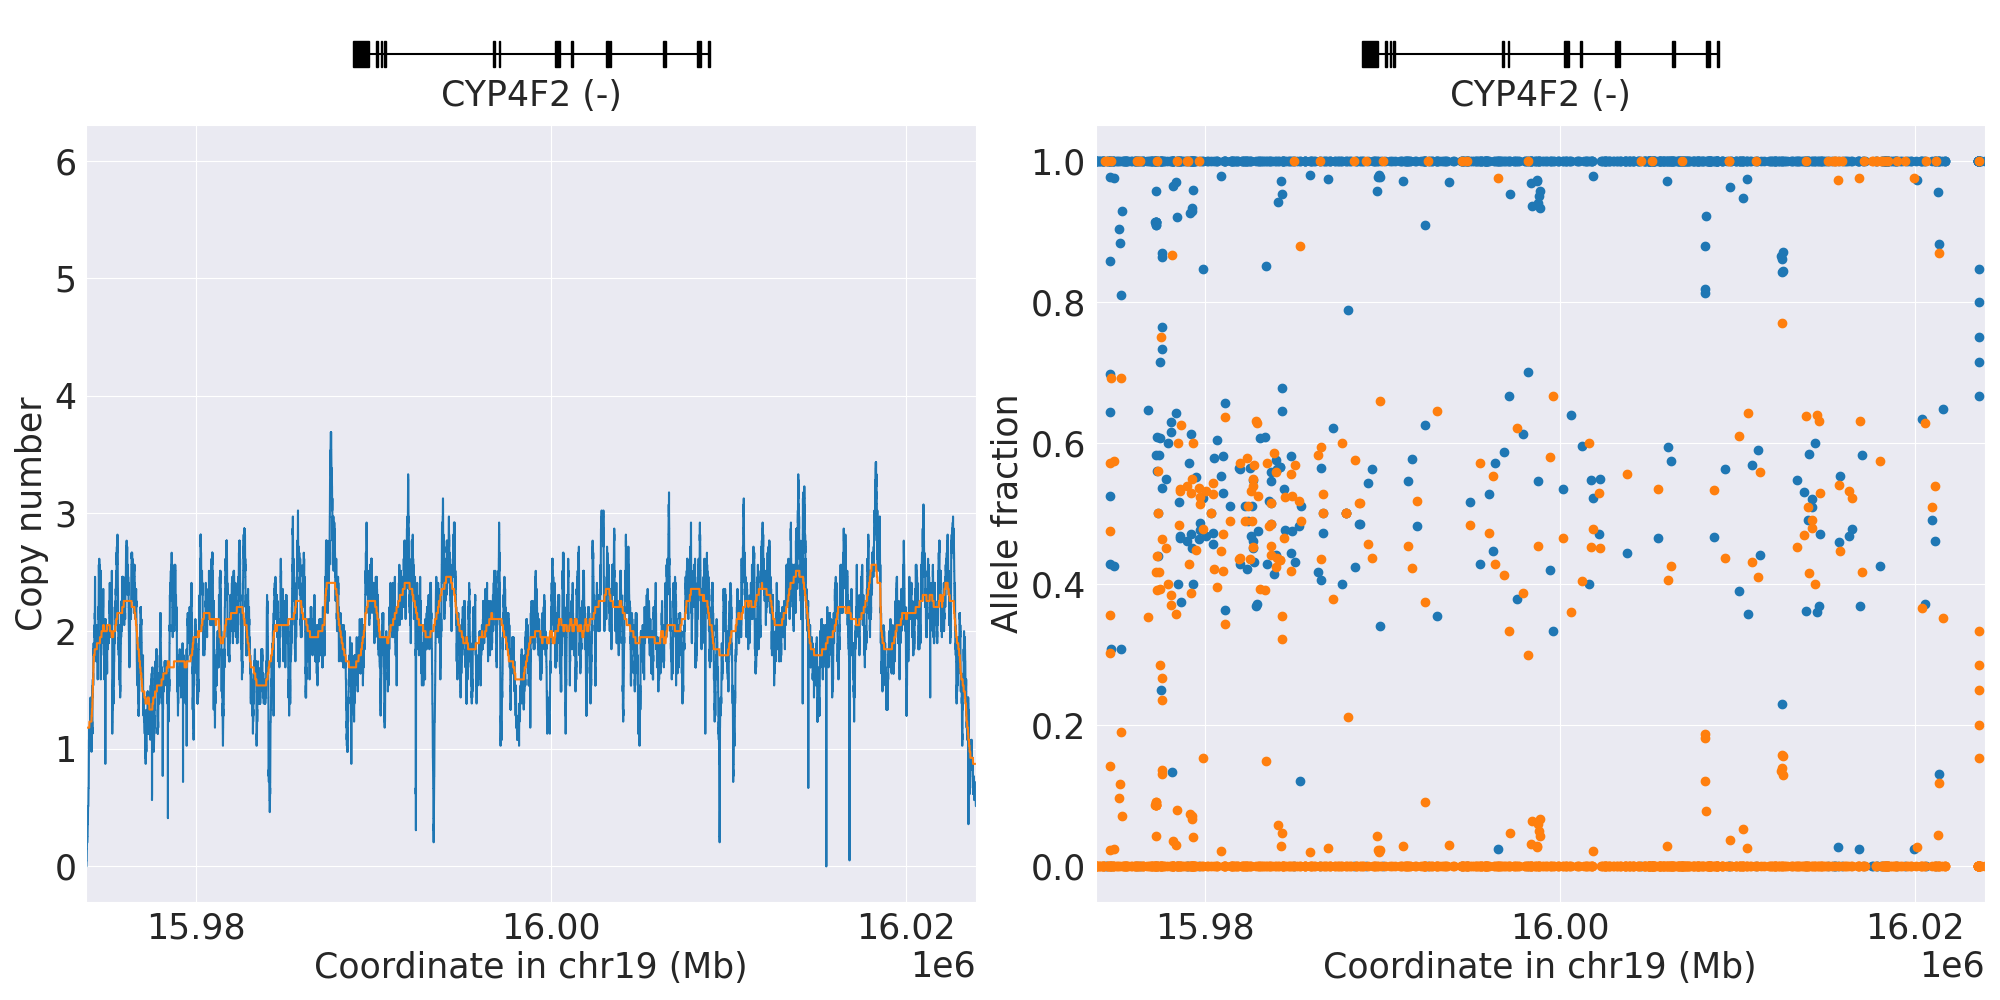 CYP4F2 (-)
Copy number
6
5
4
3
2
1
0
15.98 16.00 16.02
Coordinate in chr19 (Mb) 1e6
CYP4F2 (-)
Allele fraction
1.0
0.8
0.6
0.4
0.2
0.0
15.98 16.00 16.02
Coordinate in chr19 (Mb) 1e6